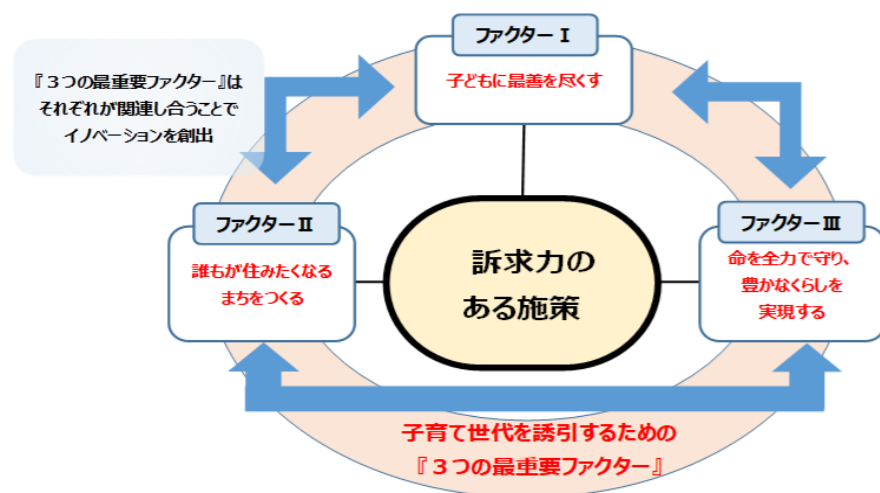 ファクターⅠ
子どもに最善を尽くす
『３つの最重要ファクター』は
それぞれが関連し合うことで
イノベーションを創出
ファクターⅡ
誰もが住みたくなる
まちをつくる
訴求力の
ある施策
ファクターⅢ
命を全力で守り、
豊かなくらしを
実現する
子育て世代を誘引するための
『３つの最重要ファクター』